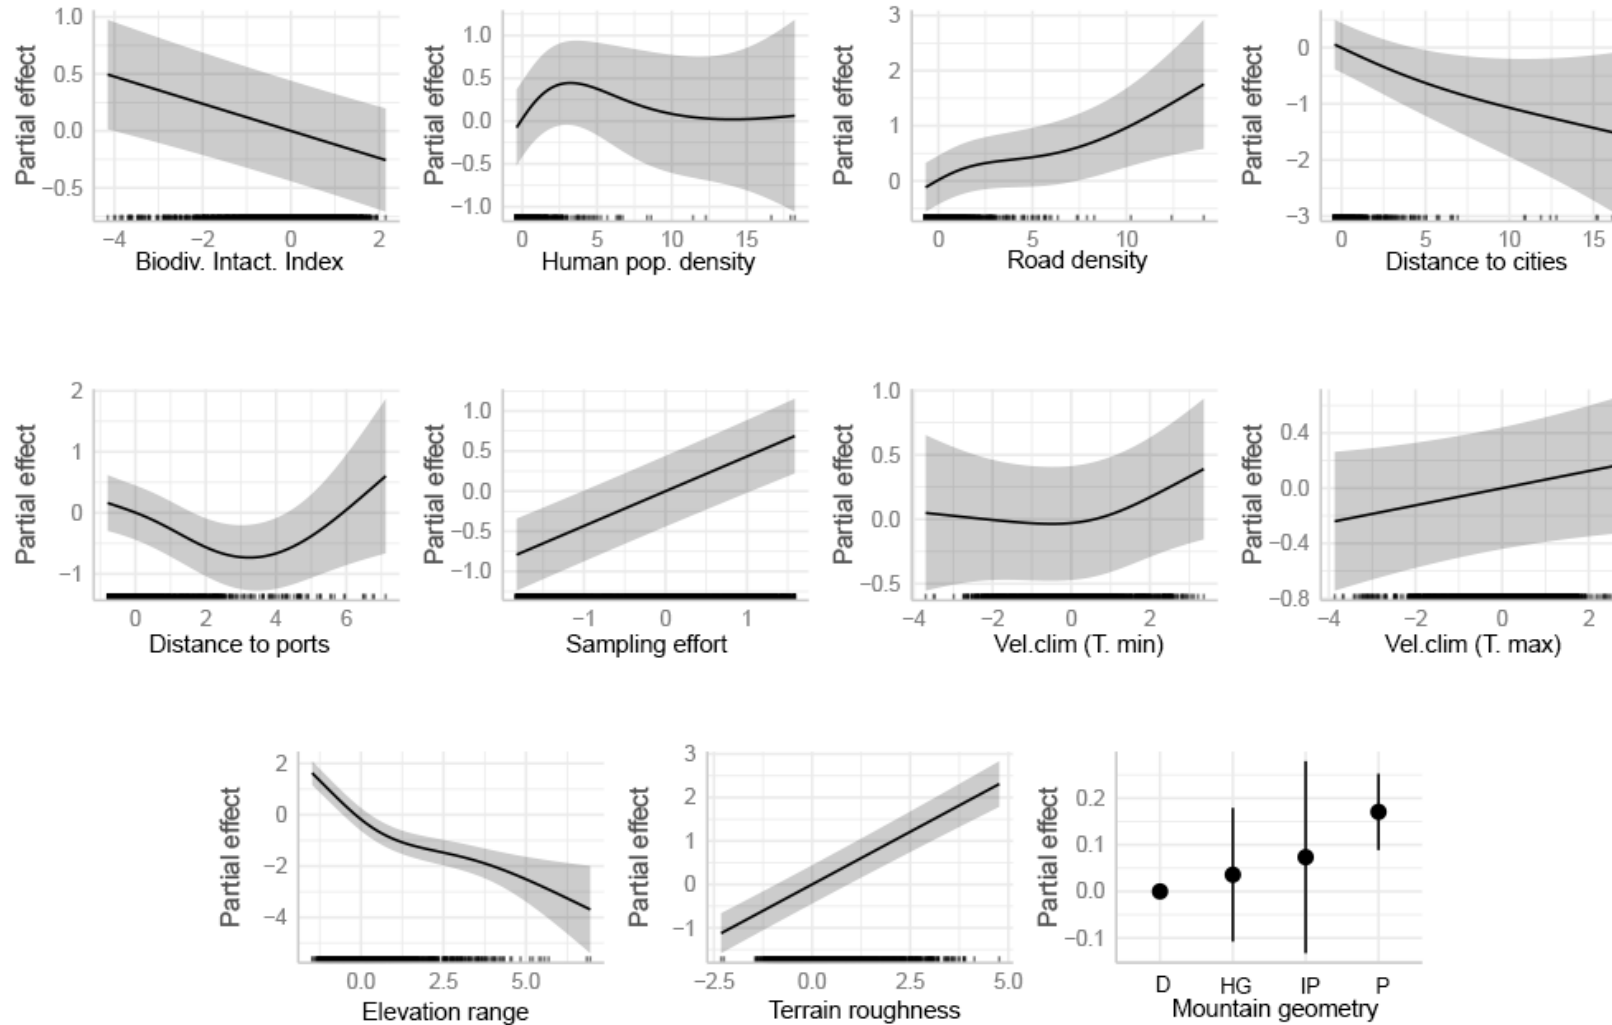 1.0
0.5
0.0
−0.5
Partial effect
−4 −2 0 2
Biodiv. Intact. Index
1.0
0.5
0.0
−0.5
−1.0
Partial effect
0 5 10 15
Human pop. density
3
2
1
0
Partial effect
0 5 10
Road density
0
−1
−2
−3
Partial effect
0 5 10 15
Distance to cities
2
1
0
−1
Partial effect
0 2 4 6
Distance to ports
1.0
0.5
0.0
−0.5
−1.0
Partial effect
−1 0 1
Sampling effort
1.0
0.5
0.0
−0.5
Partial effect
−4 −2 0 2
Vel.clim (T. min)
0.4
0.0
−0.4
−0.8
Partial effect
−4 −2 0 2
Vel.clim (T. max)
2
0
−2
−4
Partial effect
0.0 2.5 5.0
Elevation range
3
2
1
0
−1
Partial effect
−2.5 0.0 2.5 5.0
Terrain roughness
0.2
0.1
0.0
−0.1
Partial effect
D HG IP P
Mountain geometry